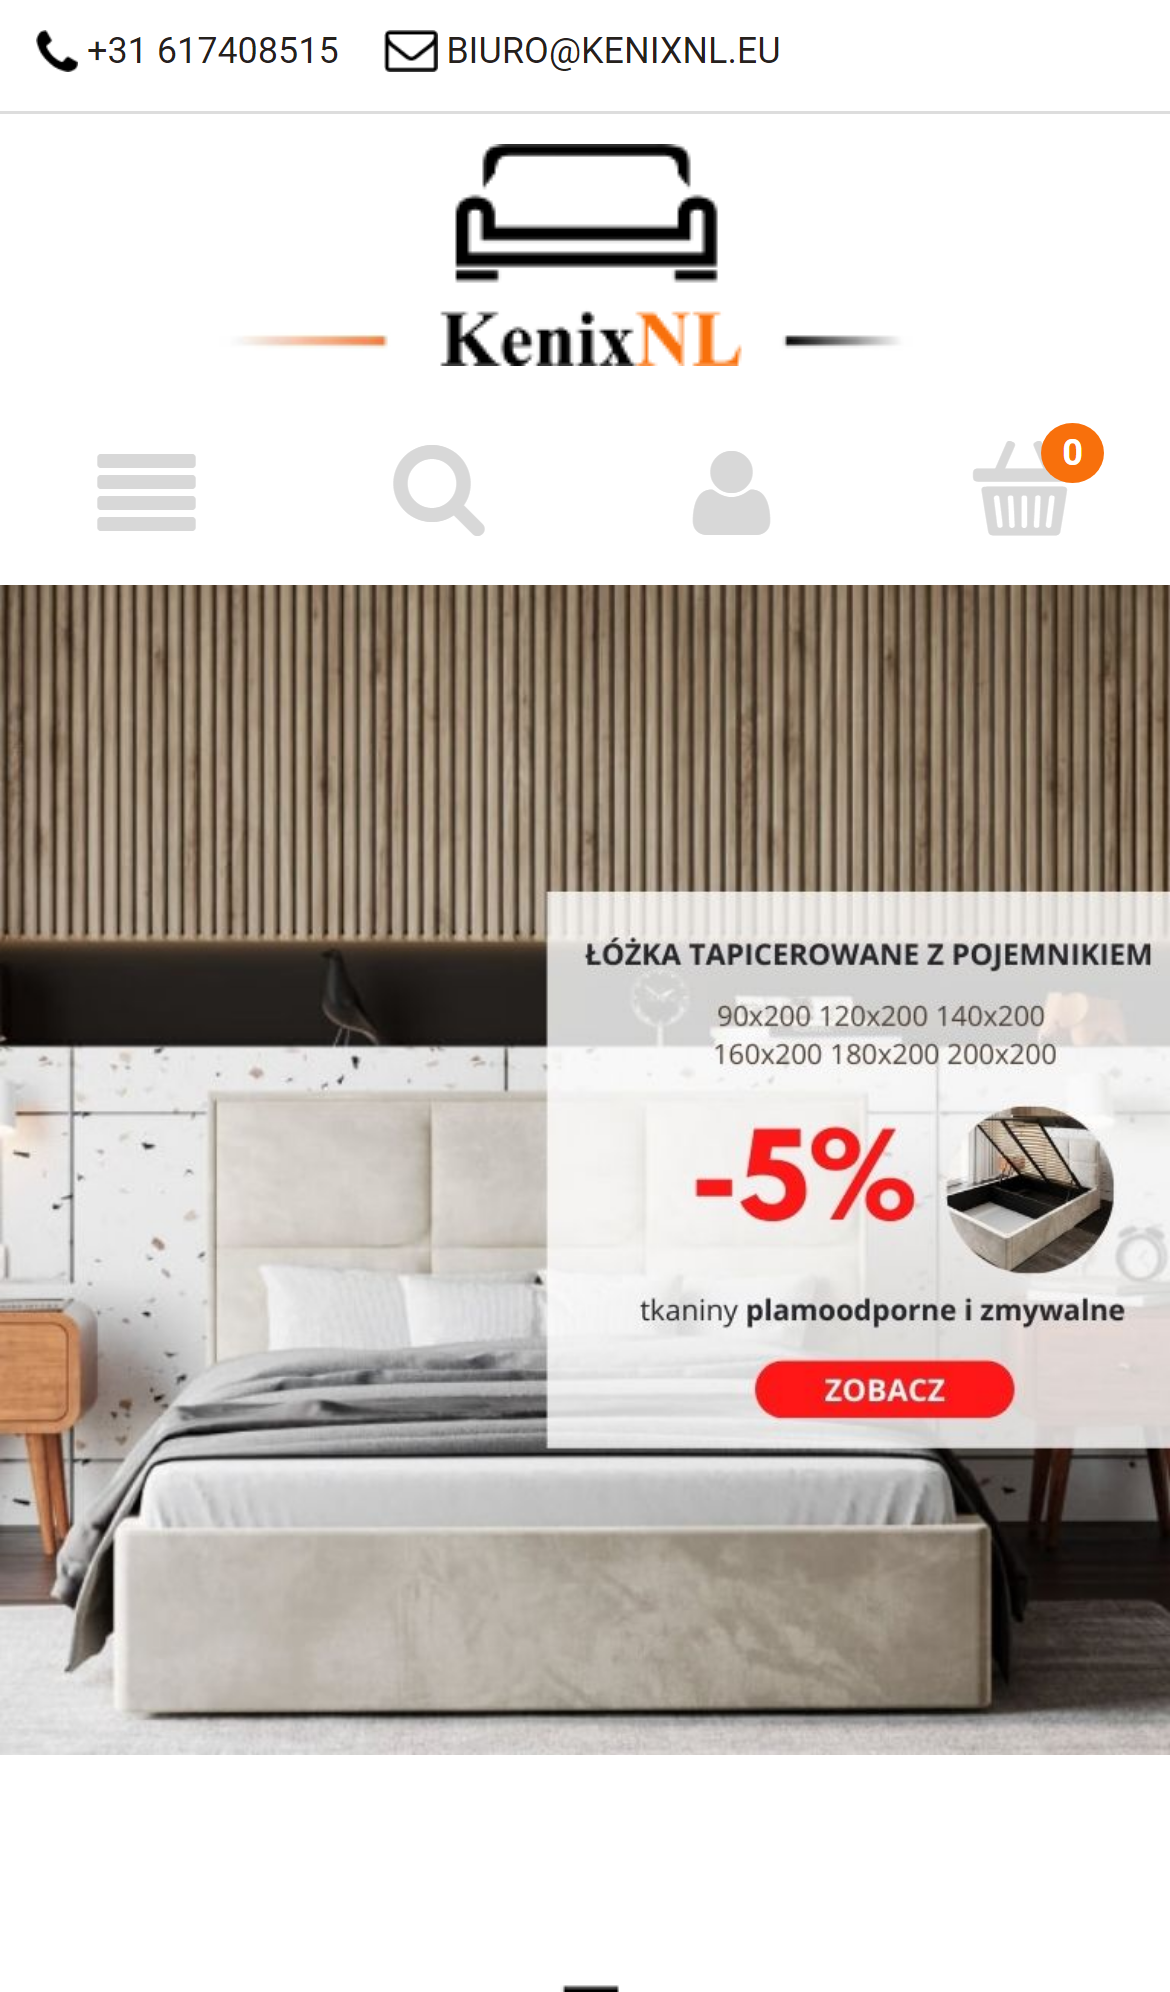 +31 617408515 BIURO@KENIXNL.EU
KenixNL
0
ŁÓŻKA TAPICEROWANE Z POJEMNIKIEM
90x200 120x200 140x200
160x200 180x200 200x200
-5%
tkaniny plamoodporne i zmywalne
ZOBACZ